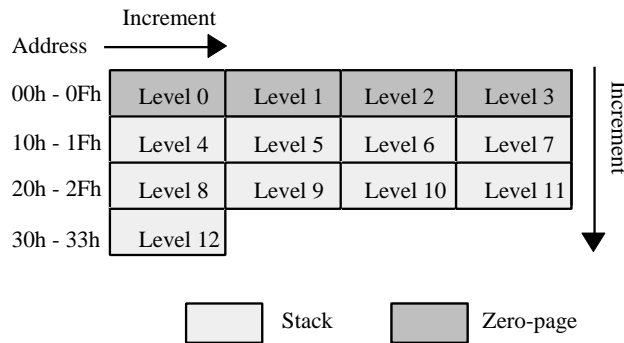 Increment
Address
00h - 0Fh Level 0 Level 1 Level 2 Level 3
10h - 1Fh Level 4 Level 5 Level 6 Level 7
20h - 2Fh Level 8 Level 9 Level 10 Level 11
30h - 33h Level 12
Increment
Stack Zero-page